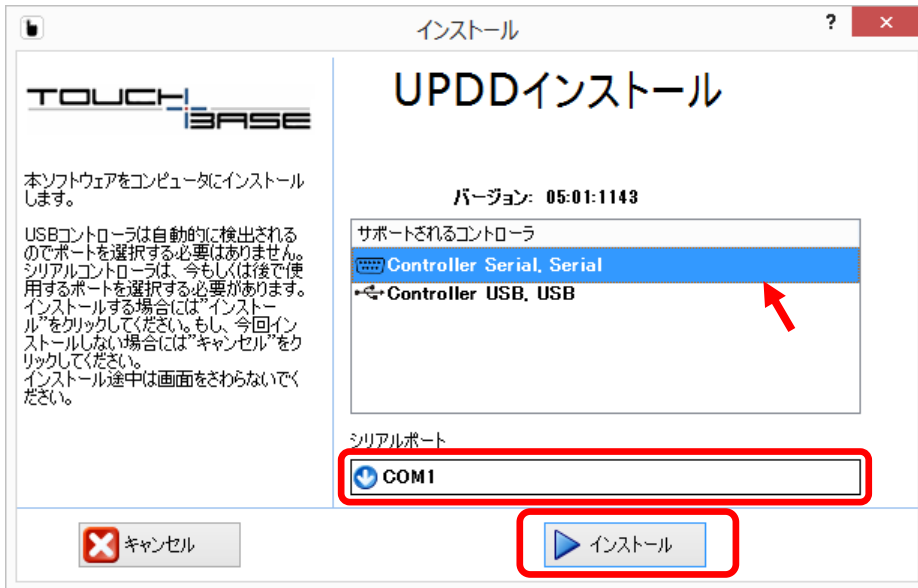 インストール
?
×
TOUCH BASE
UPDDインストール
本ソフトウェアをコンピュータにインストール
します。
USBコントローラは自動的に検出される
のでポートを選択する必要はありません。
シリアルコントローラは、今もしくは後で使
用するポートを選択する必要があります。
インストールする場合には”インストー
ル”をクリックしてください。もし、今回イン
ストールしない場合には”キャンセル”をク
リックしてください。
インストール途中は画面をさわらないでく
ださい。
バージョン: 05:01:1143
サポートされるコントローラ
Controller Serial, Serial
Controller USB, USB
シリアルポート
COM1
キャンセル
インストール